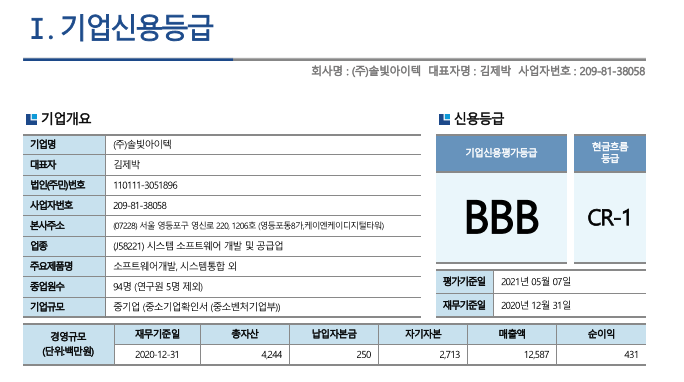 I. 기업신용등급
회사명 : (주)솔빛아이텍 대표자명 : 김제박 사업자번호 : 209-81-38058
기업개요
기업명 (주)솔빛아이텍
대표자 김제박
법인(주민)번호 110111-3051896
사업자번호 209-81-38058
본사주소 (07228) 서울 영등포구 영신로 220, 1206호 (영등포동8가,케이엔케이디지털타워)
업종 (J58221) 시스템 소프트웨어 개발 및 공급업
주요제품명 소프트웨어개발, 시스템통합 외
종업원수 94명 (연구원 5명 제외)
기업규모 중기업 (중소기업확인서 (중소벤처기업부))
신용등급
기업신용평가등급 현금흐름
등급
BBB CR-1
평가기준일 2021년 05월 07일
재무기준일 2020년 12월 31일
경영규모
(단위:백만원)
재무기준일 총자산 납입자본금 자기자본 매출액 순이익
2020-12-31 4,244 250 2,713 12,587 431